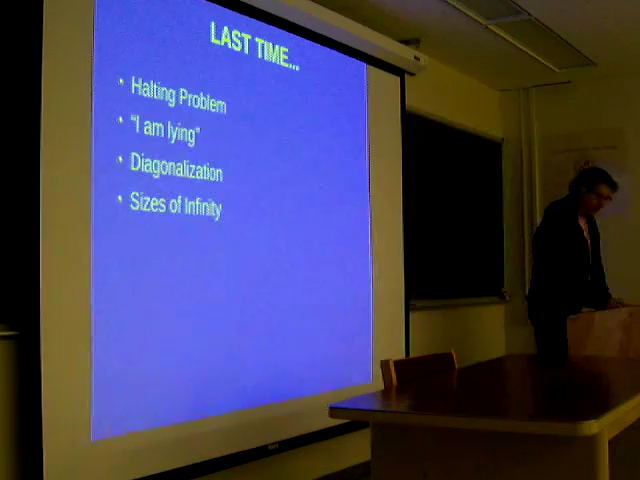 LAST TIME...
• Halting Problem
• "I am lying"
• Diagonalization
• Sizes of Infinity